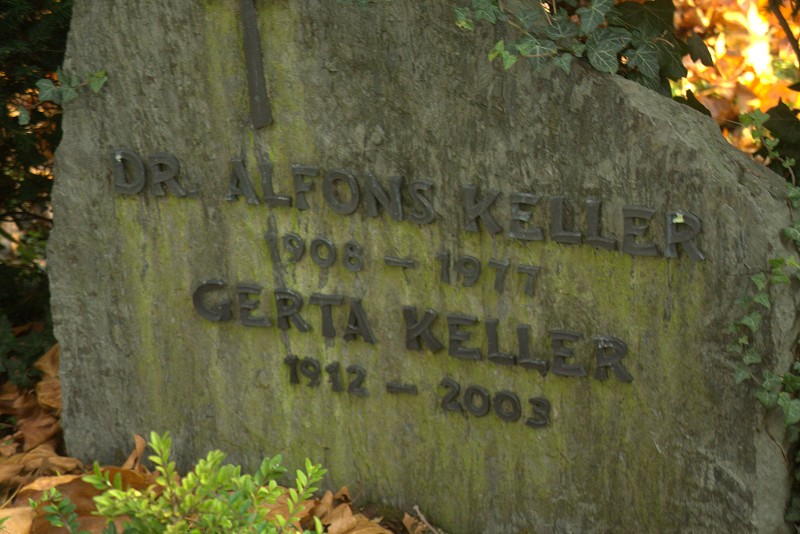 DR. ALFONS KELLER
1908 – 1977
GERTA KELLER
1912 – 2003